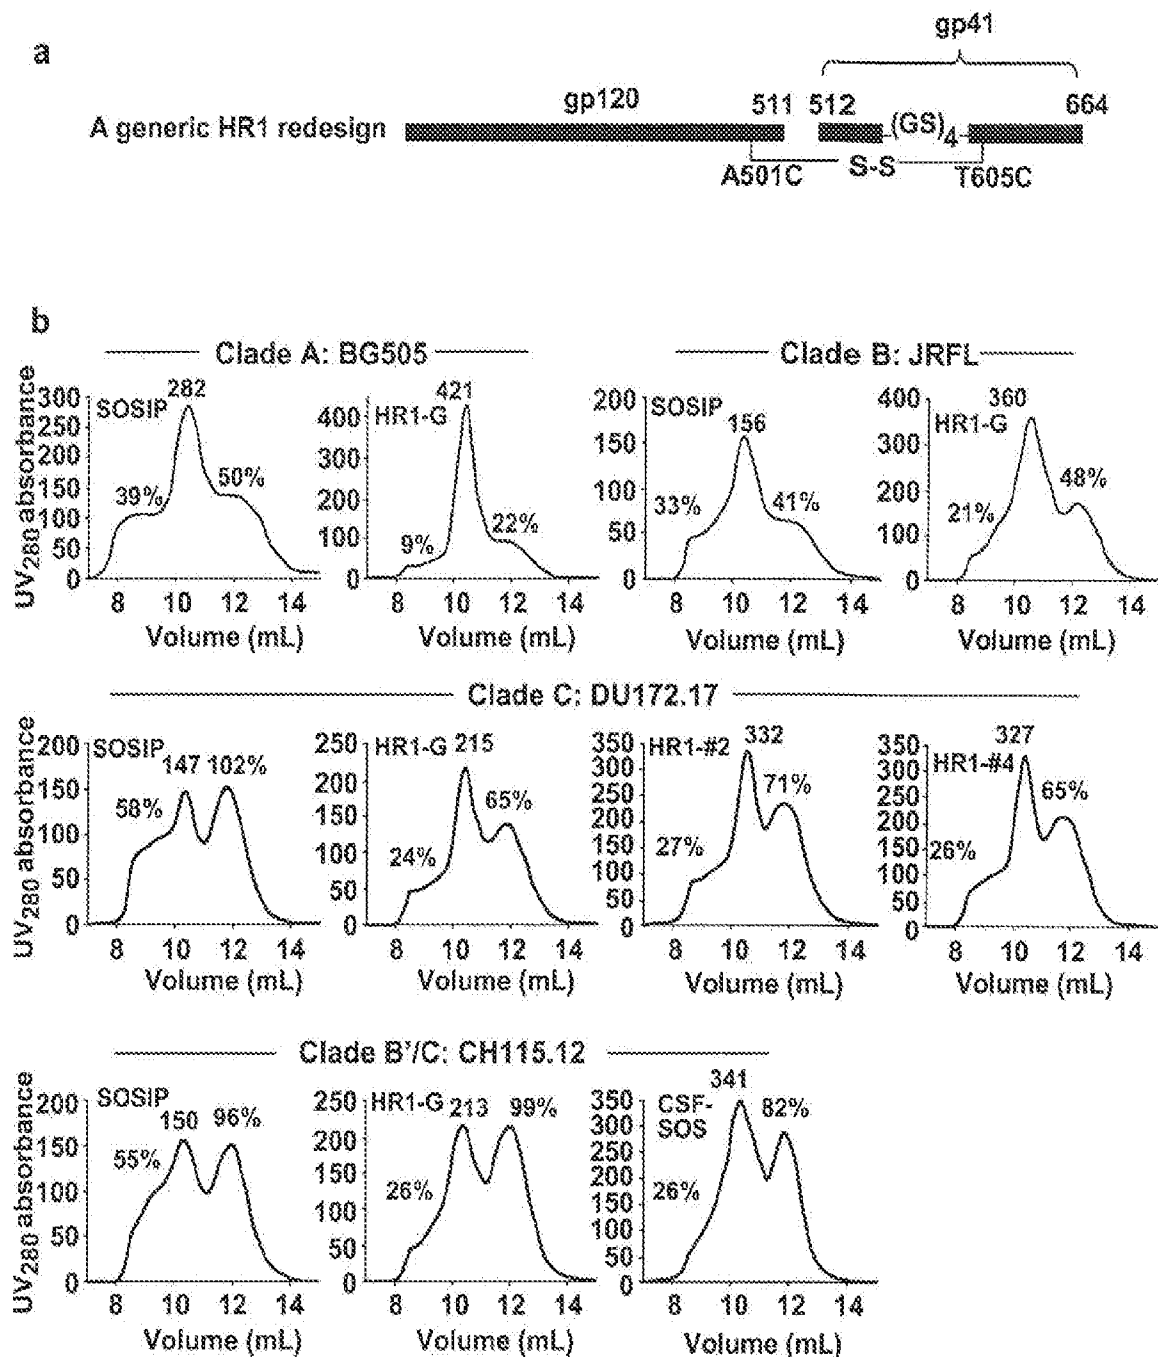 a
gp41
gp120
511
512
664
A generic HR1 redesign
(GS)4
A501C
S-S
T605C
b
Clade A: BG505
Clade B: JRFL
UV280 absorbance
300
250
200
150
100
50
0
SOSIP
282
39%
50%
8 10 12 14
Volume (mL)
400
300
200
100
0
HR1-G
421
9%
22%
8 10 12 14
Volume (mL)
200
150
100
50
0
SOSIP
156
33%
41%
8 10 12 14
Volume (mL)
400
300
200
100
0
HR1-G
360
21%
48%
8 10 12 14
Volume (mL)
Clade C: DU172.17
UV280 absorbance
200
150
100
50
0
SOSIP
147
102%
58%
8 10 12 14
Volume (mL)
250
200
150
100
50
0
HR1-G
215
65%
24%
8 10 12 14
Volume (mL)
350
300
250
200
150
100
50
0
HR1-#2
332
71%
27%
8 10 12 14
Volume (mL)
350
300
250
200
150
100
50
0
HR1-#4
327
65%
26%
8 10 12 14
Volume (mL)
Clade B'/C: CH115.12
UV280 absorbance
200
150
100
50
0
SOSIP
150
96%
55%
8 10 12 14
Volume (mL)
250
200
150
100
50
0
HR1-G
213
99%
26%
8 10 12 14
Volume (mL)
350
300
250
200
150
100
50
0
CSF-
SOS
341
82%
26%
8 10 12 14
Volume (mL)